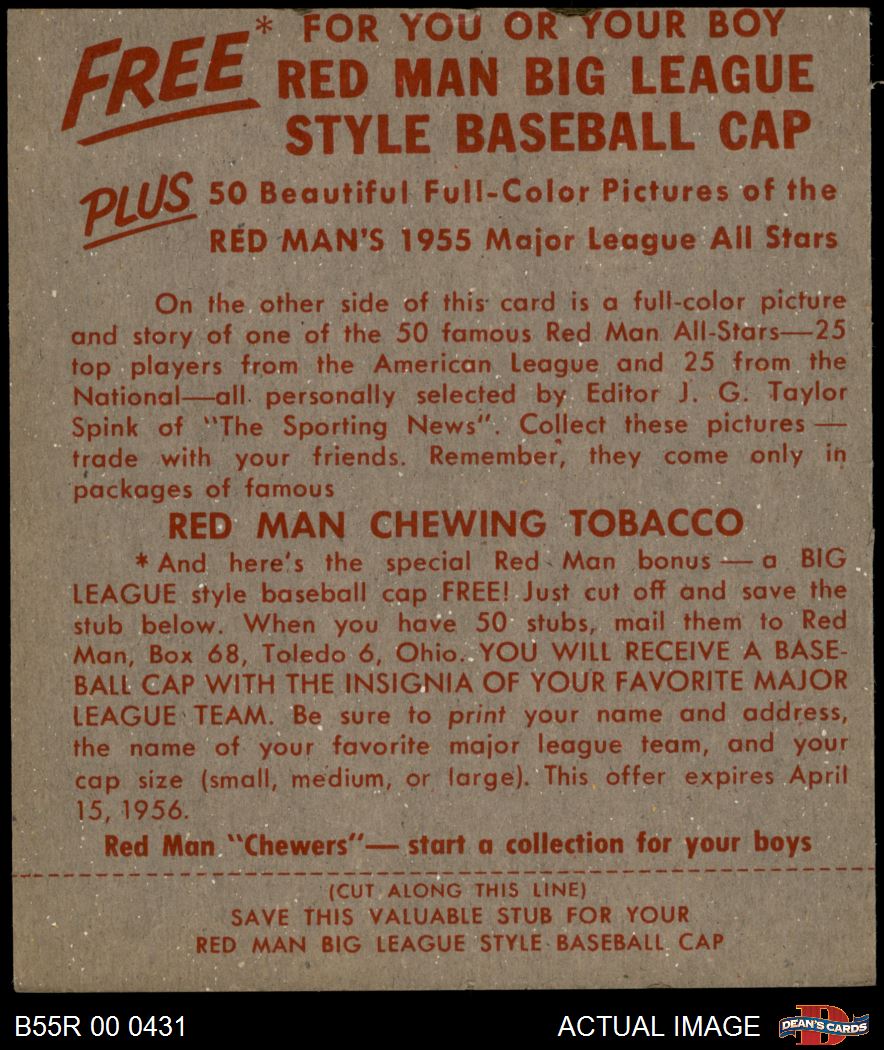 FREE* FOR YOU OR YOUR BOY
RED MAN BIG LEAGUE
STYLE BASEBALL CAP
PLUS 50 Beautiful Full-Color Pictures of the
RED MAN'S 1955 Major League All Stars
On the other side of this card is a full-color picture
and story of one of the 50 famous Red Man All-Stars—25
top players from the American League and 25 from the
National—all personally selected by Editor J. G. Taylor
Spink of "The Sporting News". Collect these pictures —
trade with your friends. Remember, they come only in
packages of famous
RED MAN CHEWING TOBACCO
* And here's the special Red Man bonus — a BIG
LEAGUE style baseball cap FREE! Just cut off and save the
stub below. When you have 50 stubs, mail them to Red
Man, Box 68, Toledo 6, Ohio. YOU WILL RECEIVE A BASE-
BALL CAP WITH THE INSIGNIA OF YOUR FAVORITE MAJOR
LEAGUE TEAM. Be sure to print your name and address,
the name of your favorite major league team, and your
cap size (small, medium, or large). This offer expires April
15, 1956.
Red Man "Chewers"— start a collection for your boys
(CUT ALONG THIS LINE)
SAVE THIS VALUABLE STUB FOR YOUR
RED MAN BIG LEAGUE STYLE BASEBALL CAP
B55R 00 0431 ACTUAL IMAGE DEAN'S CARDS